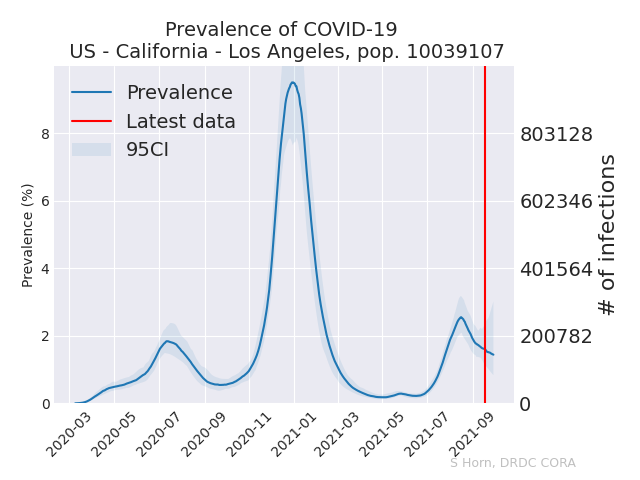 Prevalence of COVID-19
US - California - Los Angeles, pop. 10039107
Prevalence
Latest data
95CI
Prevalence (%)
8
6
4
2
0
803128
602346
401564
200782
0
# of infections
2020-03
2020-05
2020-07
2020-09
2020-11
2021-01
2021-03
2021-05
2021-07
2021-09
S Horn, DRDC CORA